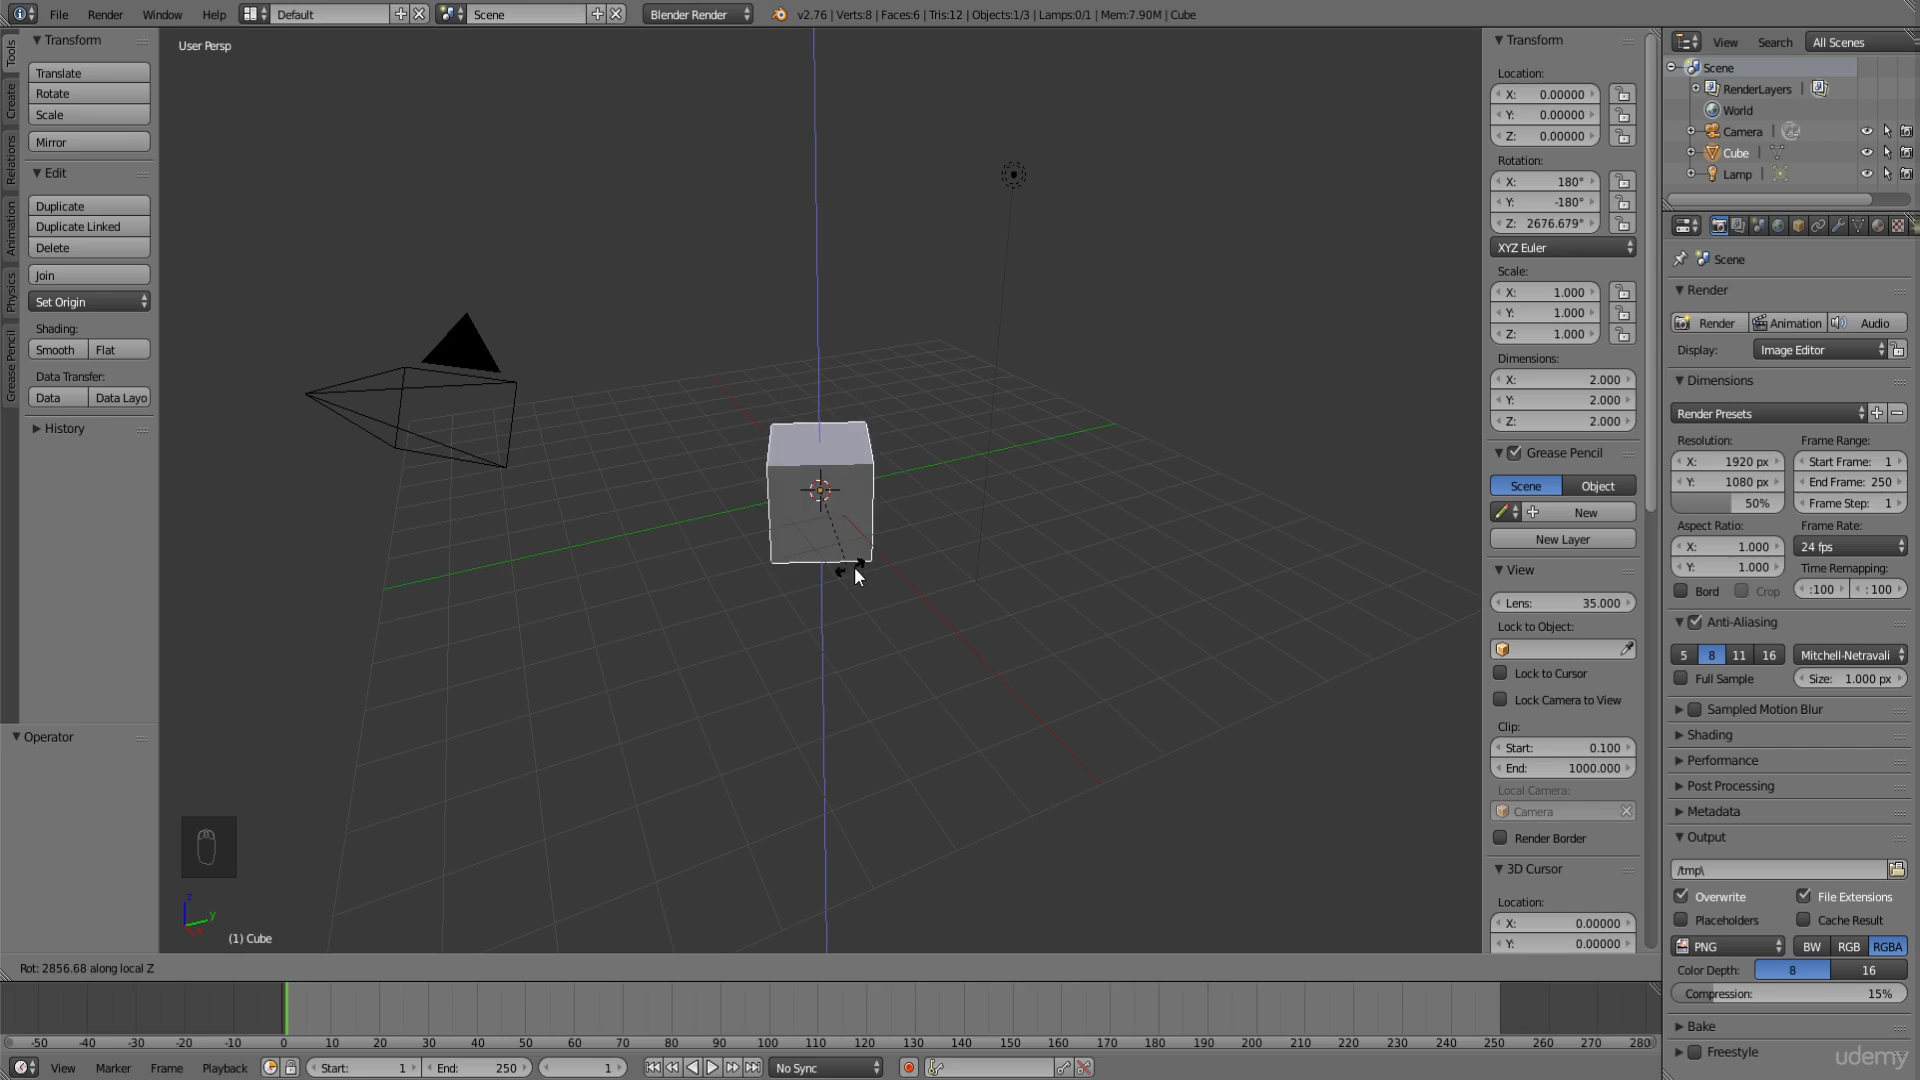 File Render Window Help Default Scene Blender Render v2.76 | Verts:8 | Faces:6 | Tris:12 | Objects:1/3 | Lamps:0/1 | Mem:7.90M | Cube
Tools
Create
Relations
Animation
Physics
Grease Pencil
Transform
Translate
Rotate
Scale
Mirror
Edit
Duplicate
Duplicate Linked
Delete
Join
Set Origin
Shading:
Smooth Flat
Data Transfer:
Data Data Layo
History
Operator
User Persp
z
y
x
(1) Cube
Rot: 2856.68 along local Z
Transform
Location:
X: 0.00000
Y: 0.00000
Z: 0.00000
Rotation:
X: 180°
Y: -180°
Z: 2676.679°
XYZ Euler
Scale:
X: 1.000
Y: 1.000
Z: 1.000
Dimensions:
X: 2.000
Y: 2.000
Z: 2.000
Grease Pencil
Scene Object
New
New Layer
View
Lens: 35.000
Lock to Object:
Lock to Cursor
Lock Camera to View
Clip:
Start: 0.100
End: 1000.000
Local Camera:
Camera
Render Border
3D Cursor
Location:
X: 0.00000
Y: 0.00000
View Search All Scenes
Scene
RenderLayers
World
Camera
Cube
Lamp
Scene
Render
Render Animation Audio
Display: Image Editor
Dimensions
Render Presets
Resolution: Frame Range:
X: 1920 px Start Frame: 1
Y: 1080 px End Frame: 250
50% Frame Step: 1
Aspect Ratio: Frame Rate:
X: 1.000 24 fps
Y: 1.000 Time Remapping:
Bord Crop :100 : 100
Anti-Aliasing
5 8 11 16 Mitchell-Netravali
Full Sample Size: 1.000 px
Sampled Motion Blur
Shading
Performance
Post Processing
Metadata
Output
/tmp\
Overwrite File Extensions
Placeholders Cache Result
PNG BW RGB RGBA
Color Depth: 8 16
Compression: 15%
Bake
Freestyle
udemy
-50 -40 -30 -20 -10 0 10 20 30 40 50 60 70 80 90 100 110 120 130 140 150 160 170 180 190 200 210 220 230 240 250 260 270 280
View Marker Frame Playback Start: 1 End: 250 1 No Sync